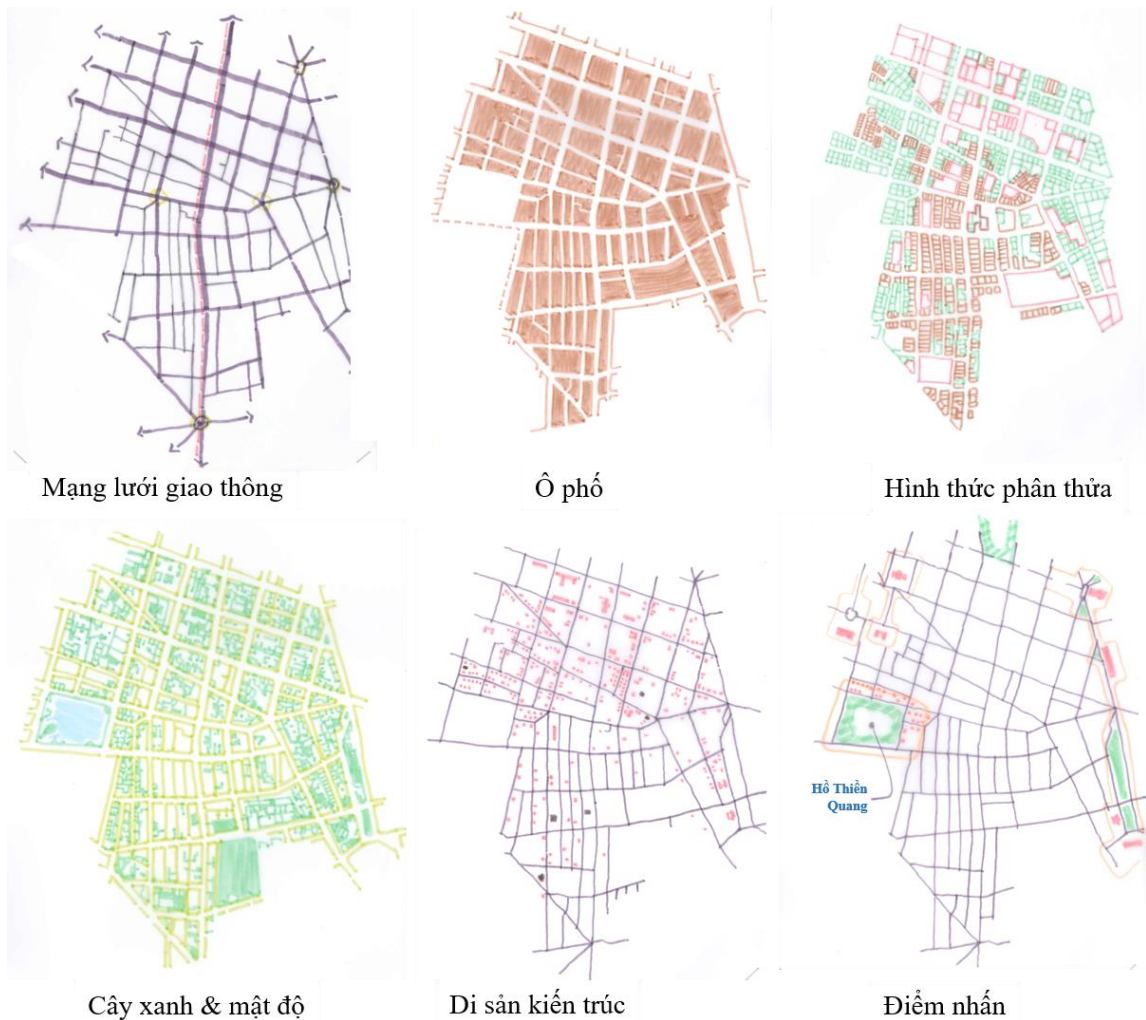 Mạng lưới giao thông
Ô phố
Hình thức phân thửa
Hồ Thiền
Quang
Cây xanh & mật độ
Di sản kiến trúc
Điểm nhấn